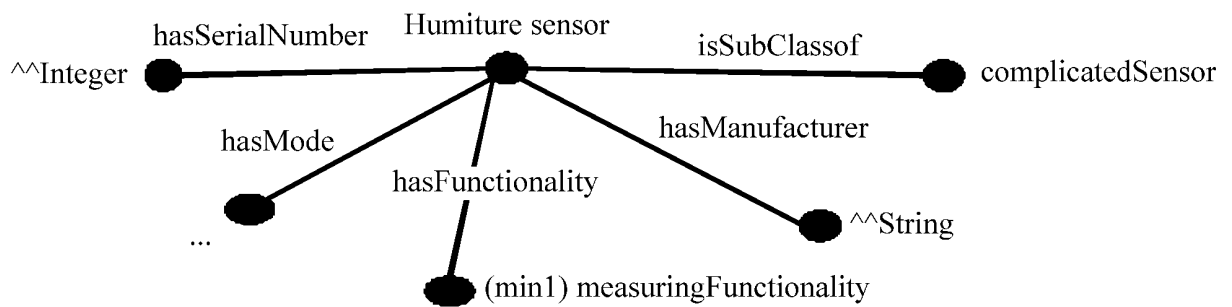 Humiture sensor
hasSerialNumber
isSubClassof
^^Integer
complicatedSensor
hasMode
hasManufacturer
hasFunctionality
^^String
...
(min1) measuringFunctionality